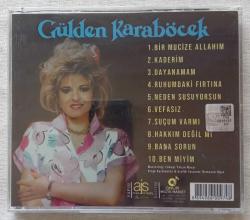 Gülden Karaböcek
1.BİR MUCİZE ALLAHIM
2.KADERİM
3.DAYANAMAM
4.RUHUMDAKİ FIRTINA
5.NEDEN SUSUYORSUN
6.VEFASIZ
7.SUÇUM VARMI
8.HAKKIM DEĞİL Mİ
9.BANA SORUN
10.BEN MİYİM
ajs